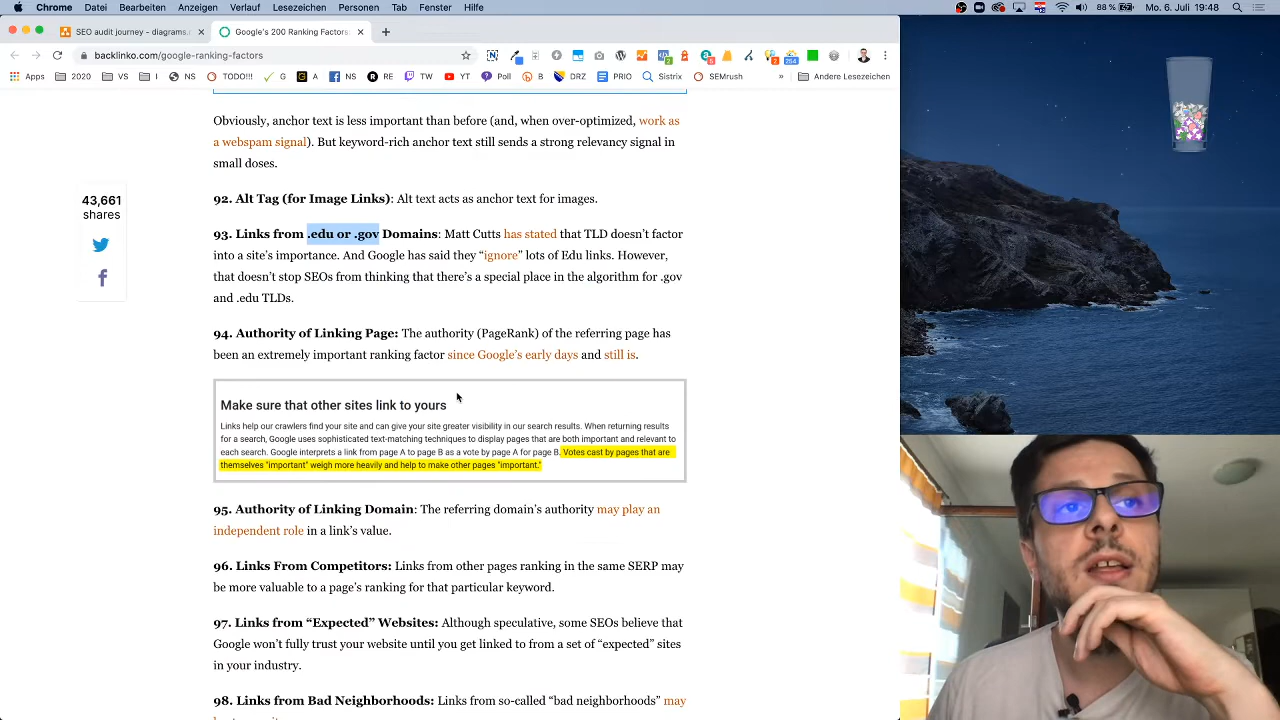 Chrome Datei Bearbeiten Ansicht Verlauf Lesezeichen Personen Tab Fenster Hilfe 88 % Mo. 6. Juli 19:48
SEO audit journey - diagrams. Google's 200 Ranking Factors:
backlinko.com/google-ranking-factors
Apps 2020 VS I NS TODO!!! G A NS RE TW YT Poll B DRZ PRIO Sistrix SEMrush » Andere Lesezeichen
Obviously, anchor text is less important than before (and, when over-optimized, work as
a webspam signal). But keyword-rich anchor text still sends a strong relevancy signal in
small doses.
92. Alt Tag (for Image Links): Alt text acts as anchor text for images.
93. Links from .edu or .gov Domains: Matt Cutts has stated that TLD doesn’t factor
into a site’s importance. And Google has said they “ignore” lots of Edu links. However,
that doesn’t stop SEOs from thinking that there’s a special place in the algorithm for .gov
and .edu TLDs.
43,661
shares
94. Authority of Linking Page: The authority (PageRank) of the referring page has
been an extremely important ranking factor since Google’s early days and still is.
Make sure that other sites link to yours
Links help our crawlers find your site and can give your site greater visibility in our search results. When returning results
for a search, Google uses sophisticated text-matching techniques to display pages that are both important and relevant to
each search. Google interprets a link from page A to page B as a vote by page A for page B. Votes cast by pages that are
themselves "important" weigh more heavily and help to make other pages "important."
95. Authority of Linking Domain: The referring domain’s authority may play an
independent role in a link’s value.
96. Links From Competitors: Links from other pages ranking in the same SERP may
be more valuable to a page’s ranking for that particular keyword.
97. Links from “Expected” Websites: Although speculative, some SEOs believe that
Google won’t fully trust your website until you get linked to from a set of “expected” sites
in your industry.
98. Links from Bad Neighborhoods: Links from so-called “bad neighborhoods” may